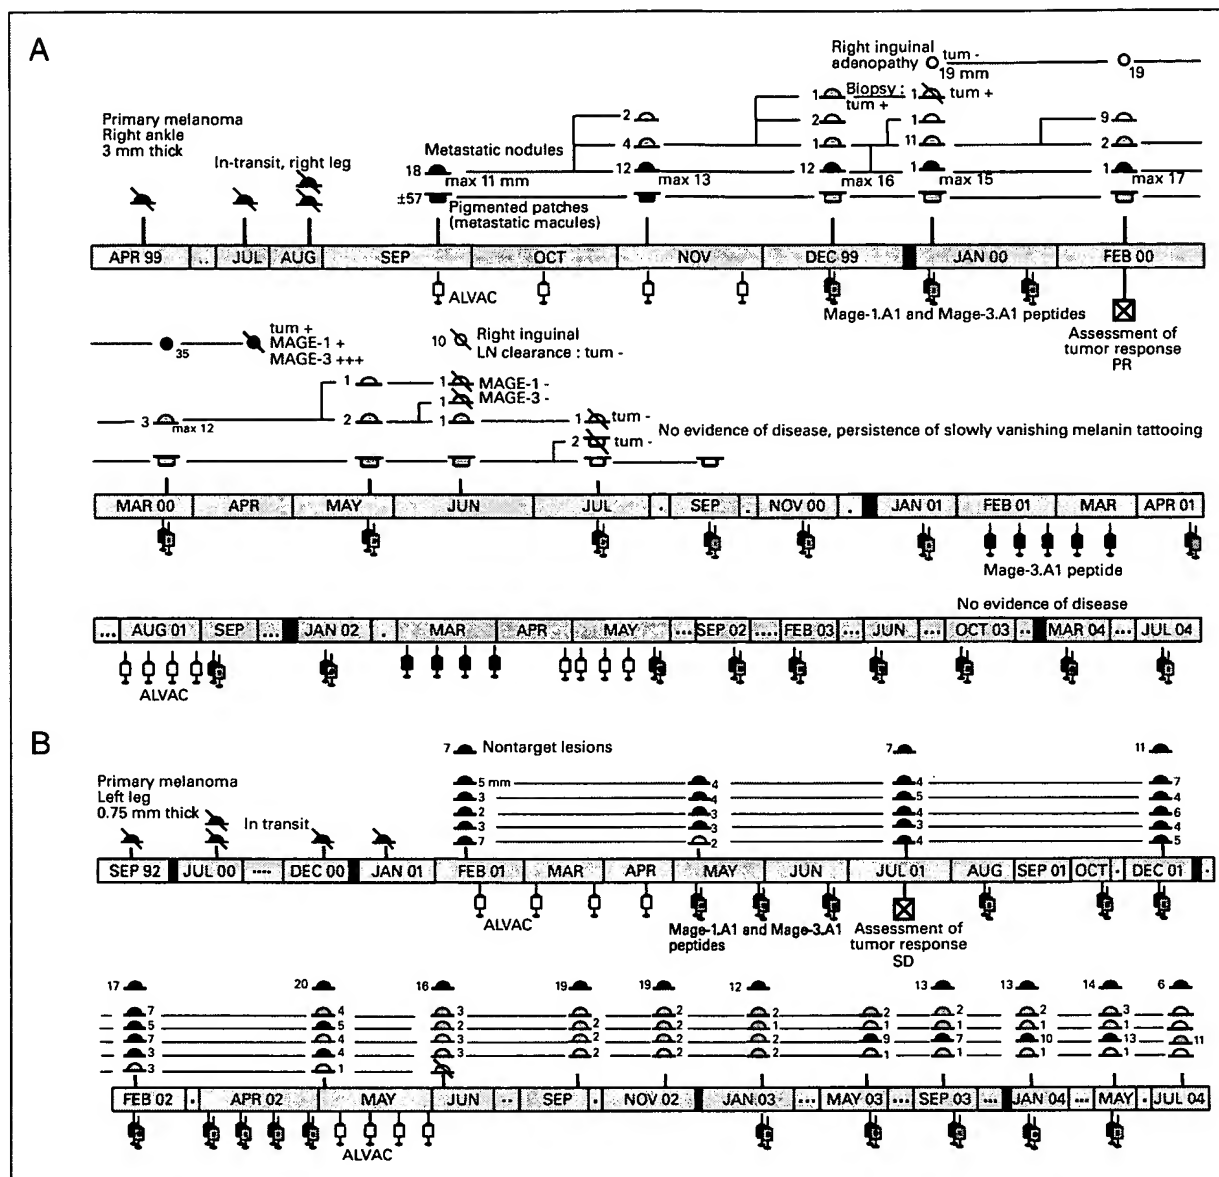 A
Right inguinal
adenopathy tum -
19 mm 19
1 Biopsy : 1 tum +
tum +
2 2 1 9
Primary melanoma
Right ankle
3 mm thick
In-transit, right leg
4 1 11 2
Metastatic nodules
18 max 11 mm 12 max 13 12 max 16 1 max 15 1 max 17
±57 Pigmented patches
(metastatic macules)
APR 99 .. JUL AUG SEP OCT NOV DEC 99 JAN 00 FEB 00
ALVAC
Mage-1.A1 and Mage-3.A1 peptides
Assessment of
tumor response
PR
35 tum +
MAGE-1 +
MAGE-3 +++
10 Right inguinal
LN clearance : tum -
1 1 MAGE-1 -
1 MAGE-3 -
3 max 12 2 1 1 tum -
2 tum -
No evidence of disease, persistence of slowly vanishing melanin tattooing
MAR 00 APR MAY JUN JUL . SEP . NOV 00 . JAN 01 FEB 01 MAR APR 01
Mage-3.A1 peptide
No evidence of disease
... AUG 01 SEP ... JAN 02 . MAR APR MAY ... SEP 02 .... FEB 03 ... JUN ... OCT 03 .. MAR 04 ... JUL 04
ALVAC
B
7 Nontarget lesions 7 11
Primary melanoma
Left leg
0.75 mm thick
In transit
5 mm 4 4 7
3 4 5 4
2 2 4 6
3 3 3 4
7 2 4 5
SEP 92 JUL 00 .... DEC 00 JAN 01 FEB 01 MAR APR MAY JUN JUL 01 AUG SEP 01 OCT . DEC 01 .
ALVAC
Mage-1.A1 and Mage-3.A1
peptides
Assessment of
tumor response
SD
17 20 16 19 19 12 13 13 14 6
7 4 3 2 2 2 2 2 3
5 5 2 2 2 1 2 1 1 1
7 4 2 2 2 2 9 7 10 13 11
3 4 3 2 2 2 1 1 1 1
3 1
FEB 02 . APR 02 MAY JUN .. SEP . NOV 02 JAN 03 ... MAY 03 ... SEP 03 ... JAN 04 ... MAY . JUL 04
ALVAC